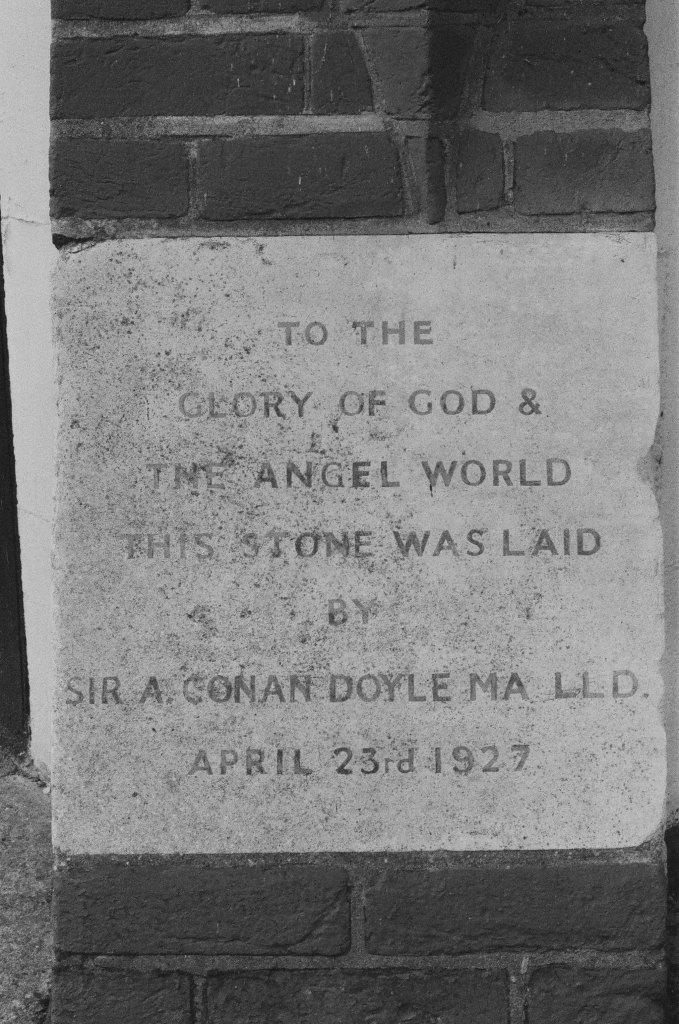 TO THE
GLORY OF GOD &
THE ANGEL WORLD
THIS STONE WAS LAID
BY
SIR A. CONAN DOYLE MA LLD.
APRIL 23rd 1927